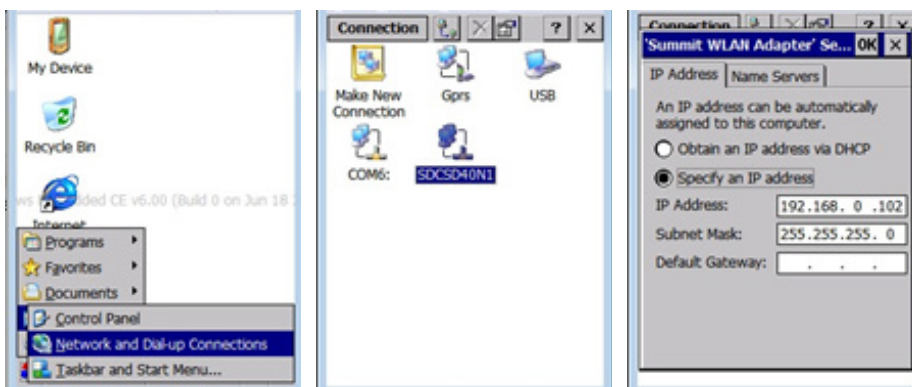 My Device
Recycle Bin
ded CE v6.00 (Build 0 on Jun 18
Internet
Programs
Favorites
Documents
Control Panel
Network and Dial-up Connections
Taskbar and Start Menu...
Connection ? ×
Make New Connection
Gprs
USB
COM6:
SDCSD40N1
Connection ? ×
'Summit WLAN Adapter' Se... OK ×
IP Address Name Servers
An IP address can be automatically
assigned to this computer.
Obtain an IP address via DHCP
Specify an IP address
IP Address: 192.168. 0 .102
Subnet Mask: 255.255.255. 0
Default Gateway: . . .